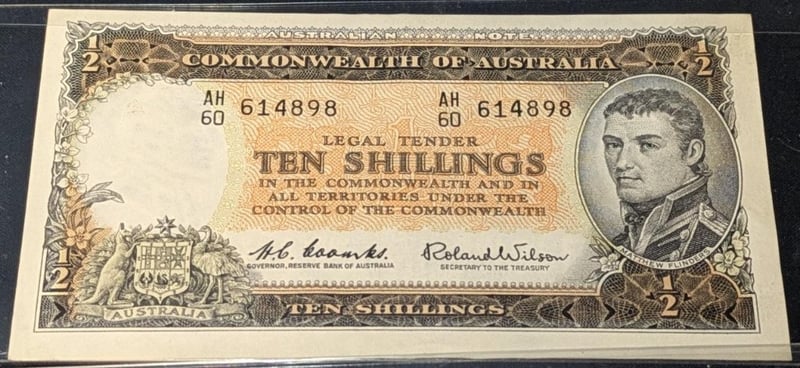 AUSTRALIAN NOTE
1/2 COMMONWEALTH OF AUSTRALIA 1/2
AH 60 614898 AH 60 614898
LEGAL TENDER
TEN SHILLINGS
IN THE COMMONWEALTH AND IN
ALL TERRITORIES UNDER THE
CONTROL OF THE COMMONWEALTH
H.C. Coombs. Roland Wilson
GOVERNOR, RESERVE BANK OF AUSTRALIA SECRETARY TO THE TREASURY
MATTHEW FLINDERS
1/2 AUSTRALIA TEN SHILLINGS 1/2